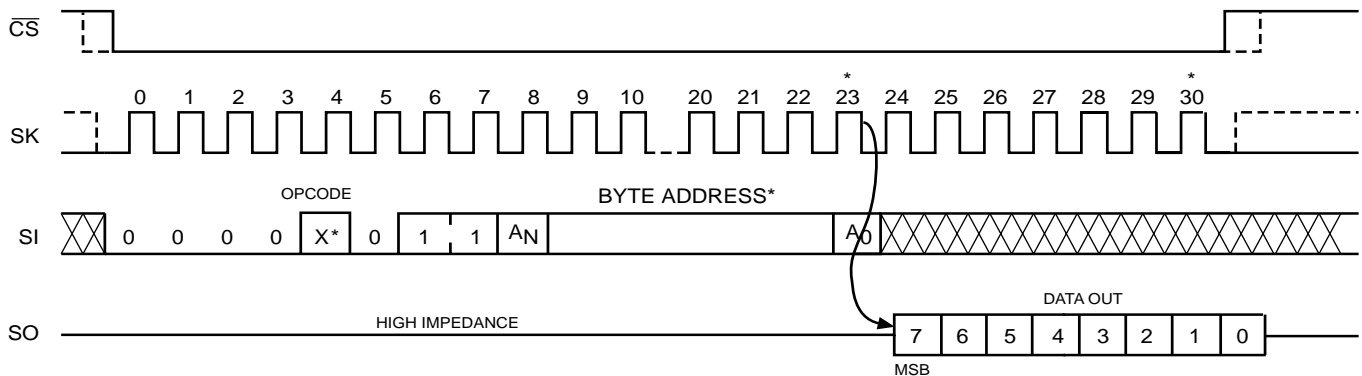 CS
*
*
0 1 2 3 4 5 6 7 8 9 10 20 21 22 23 24 25 26 27 28 29 30
SK
OPCODE
BYTE ADDRESS*
SI 0 0 0 0 X* 0 1 1 AN A0
DATA OUT
HIGH IMPEDANCE
SO 7 6 5 4 3 2 1 0
MSB